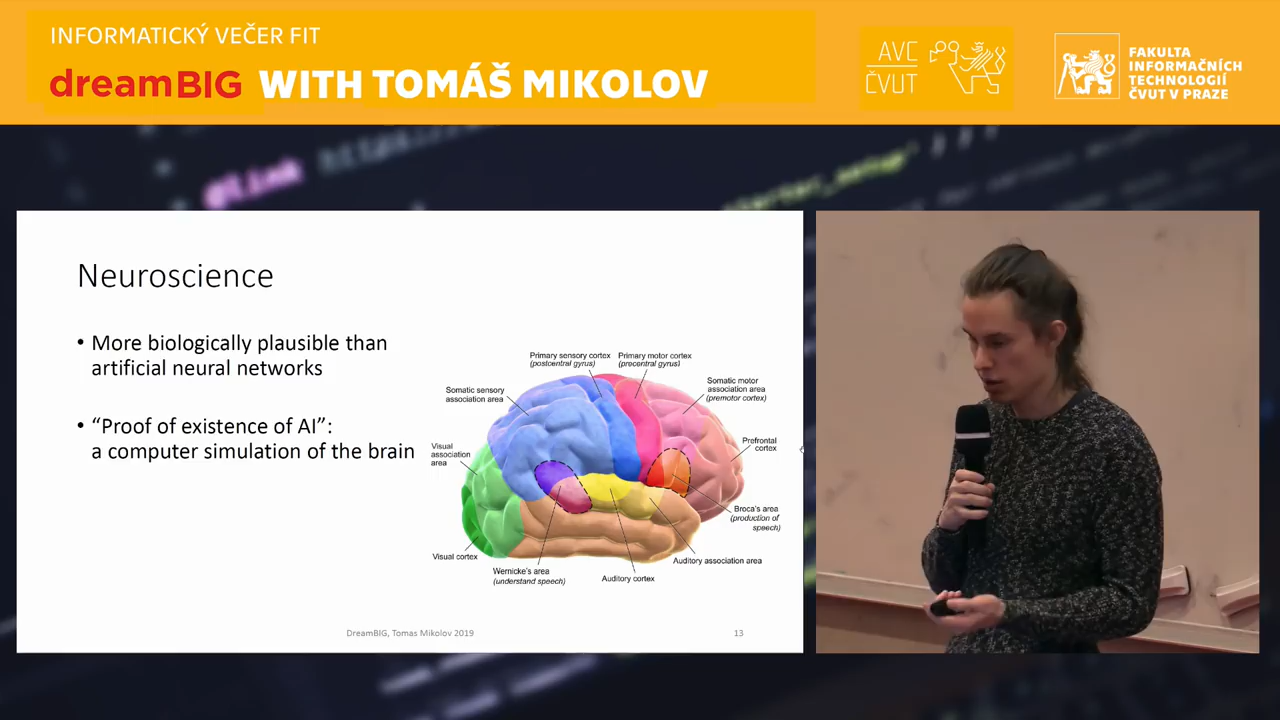 INFORMATICKÝ VEČER FIT
dreamBIG WITH TOMÁŠ MIKOLOV
AVC
ČVUT
FAKULTA
INFORMAČNÍCH
TECHNOLOGIÍ
ČVUT V PRAZE
@link
Neuroscience
• More biologically plausible than
artificial neural networks
• “Proof of existence of AI”:
a computer simulation of the brain
Primary sensory cortex
(postcentral gyrus)
Primary motor cortex
(precentral gyrus)
Somatic sensory
association area
Somatic motor
association area
(premotor cortex)
Visual
association
area
Prefrontal
cortex
Broca's area
(production of
speech)
Visual cortex
Wernicke's area
(understand speech)
Auditory cortex
Auditory association area
DreamBIG, Tomas Mikolov 2019
13